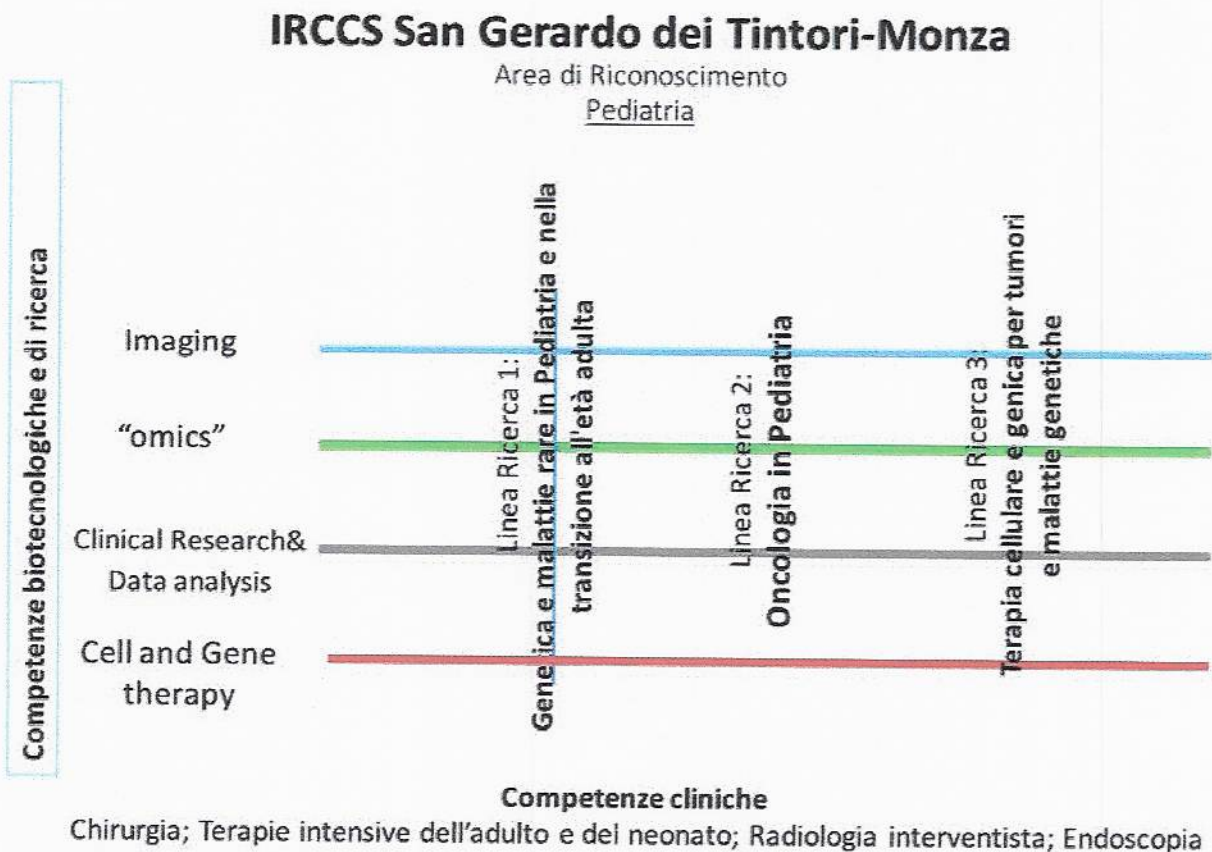 IRCCS San Gerardo dei Tintori-Monza
Area di Riconoscimento
Pediatria
Competenze biotecnologiche e di ricerca
Imaging
“omics”
Clinical Research&
Data analysis
Cell and Gene
therapy
Linea Ricerca 1:
Genetica e malattie rare in Pediatria e nella
transizione all'età adulta
Linea Ricerca 2:
Oncologia in Pediatria
Linea Ricerca 3:
Terapia cellulare e genica per tumori
e malattie genetiche
Competenze cliniche
Chirurgia; Terapie intensive dell’adulto e del neonato; Radiologia interventista; Endoscopia